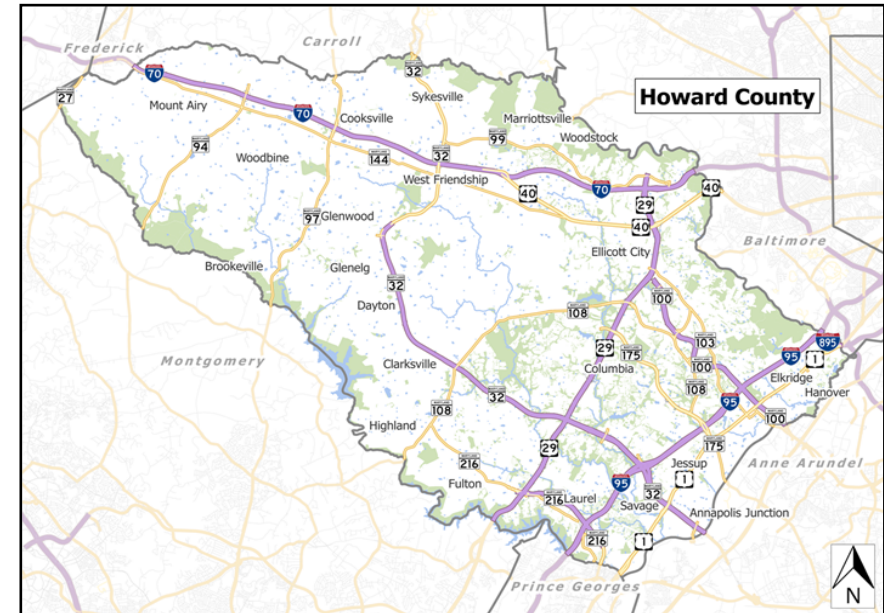 Frederick
Carroll
Howard County
70
MARYLAND
32
27
Mount Airy
70
Sykesville
Cooksville
Marriottsville
94
99
Woodstock
Woodbine
144
32
West Friendship
40
70
40
29
97
Glenwood
40
Baltimore
Ellicott City
Brookeville
Glenelg
32
100
Dayton
108
103
895
29
175
95
1
Montgomery
Clarksville
Columbia
100
Elkridge
108
32
95
Hanover
108
100
Highland
29
175
216
Jessup
Anne Arundel
Fulton
95
1
216
Laurel
32
Savage
Annapolis Junction
216
1
Prince Georges
N